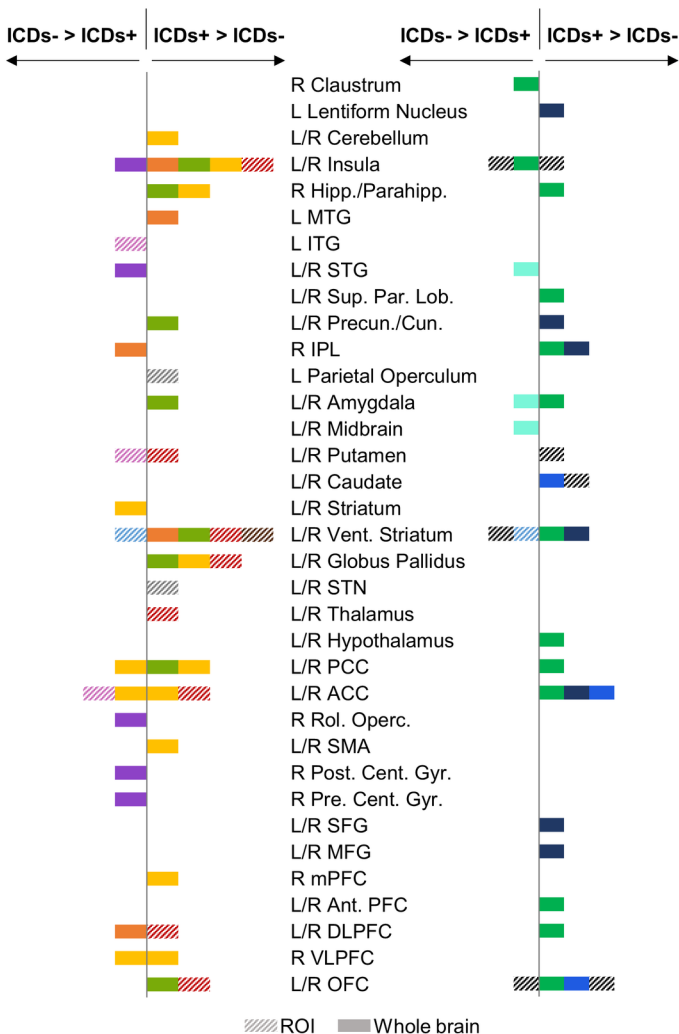 ICDs- > ICDs+ ICDs+ > ICDs- ICDs- > ICDs+ ICDs+ > ICDs-
R Claustrum
L Lentiform Nucleus
L/R Cerebellum
L/R Insula
R Hipp./Parahipp.
L MTG
L ITG
L/R STG
L/R Sup. Par. Lob.
L/R Precun./Cun.
R IPL
L Parietal Operculum
L/R Amygdala
L/R Midbrain
L/R Putamen
L/R Caudate
L/R Striatum
L/R Vent. Striatum
L/R Globus Pallidus
L/R STN
L/R Thalamus
L/R Hypothalamus
L/R PCC
L/R ACC
R Rol. Operc.
L/R SMA
R Post. Cent. Gyr.
R Pre. Cent. Gyr.
L/R SFG
L/R MFG
R mPFC
L/R Ant. PFC
L/R DLPFC
R VLPFC
L/R OFC
ROI Whole brain